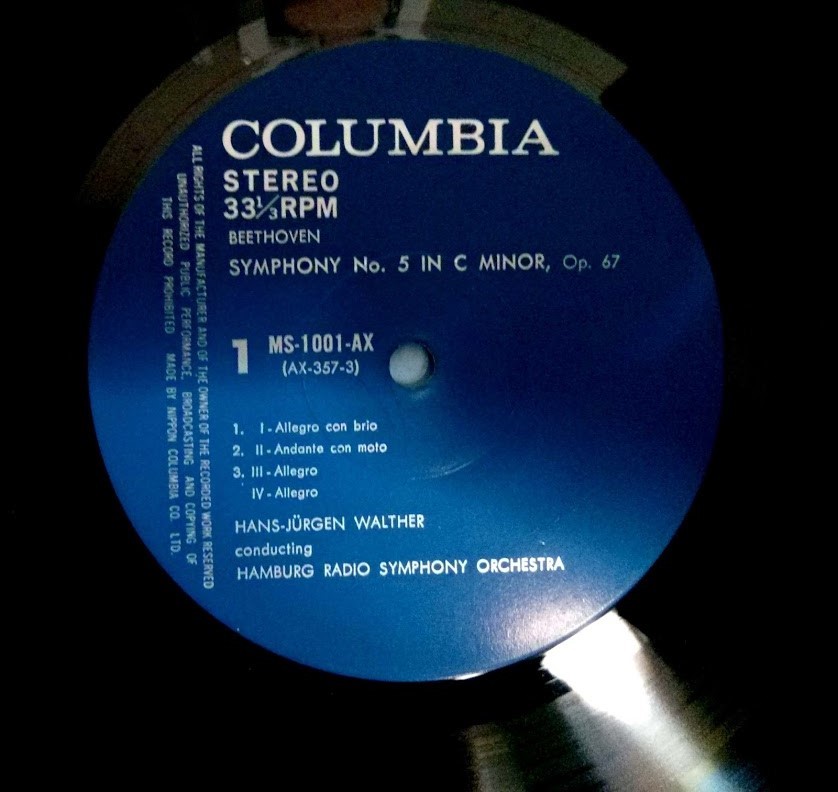 COLUMBIA
STEREO
33⅓RPM
BEETHOVEN
SYMPHONY No. 5 IN C MINOR, Op. 67
1 MS-1001-AX
(AX-357-3)
1. I - Allegro con brio
2. II - Andante con moto
3. III - Allegro
IV - Allegro
HANS-JÜRGEN WALTHER
conducting
HAMBURG RADIO SYMPHONY ORCHESTRA
ALL RIGHTS OF THE MANUFACTURER AND OF THE OWNER OF THE RECORDED WORK RESERVED
UNAUTHORIZED PUBLIC PERFORMANCE, BROADCASTING AND COPYING OF
THIS RECORD PROHIBITED MADE BY NIPPON COLUMBIA CO. LTD.